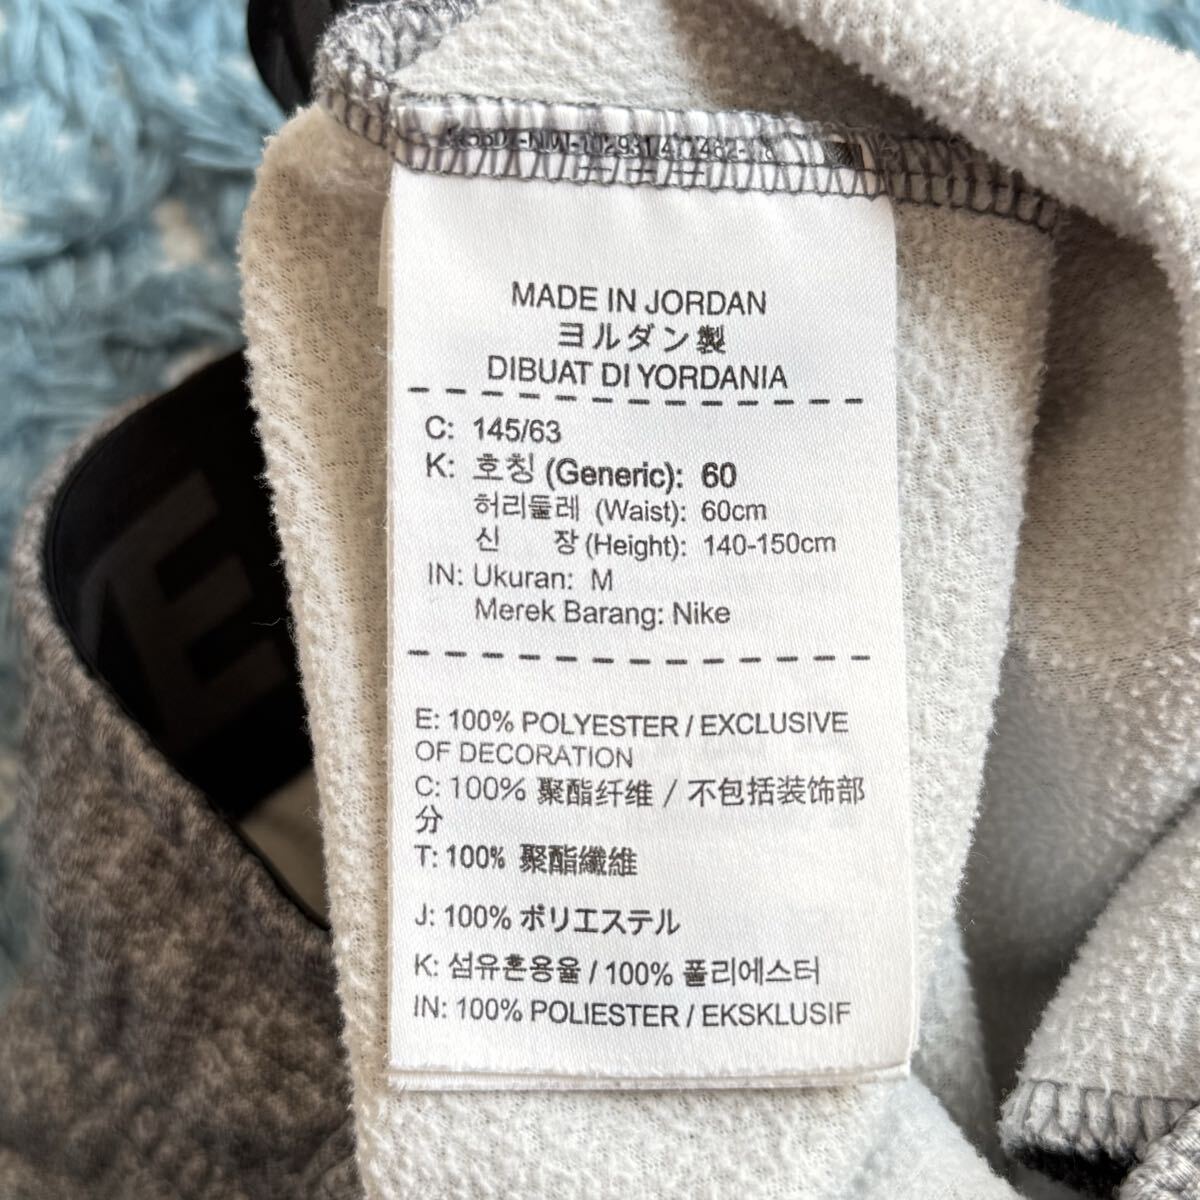 MADE IN JORDAN
ヨルダン製
DIBUAT DI YORDANIA
C: 145/63
K: 호칭 (Generic): 60
허리둘레 (Waist): 60cm
신 장 (Height): 140-150cm
IN: Ukuran: M
Merek Barang: Nike
E: 100% POLYESTER / EXCLUSIVE
OF DECORATION
C: 100% 聚酯纤维 / 不包括装饰部
分
T: 100% 聚酯纖維
J: 100% ポリエステル
K: 섬유혼용율 / 100% 폴리에스터
IN: 100% POLIESTER / EKSKLUSIF